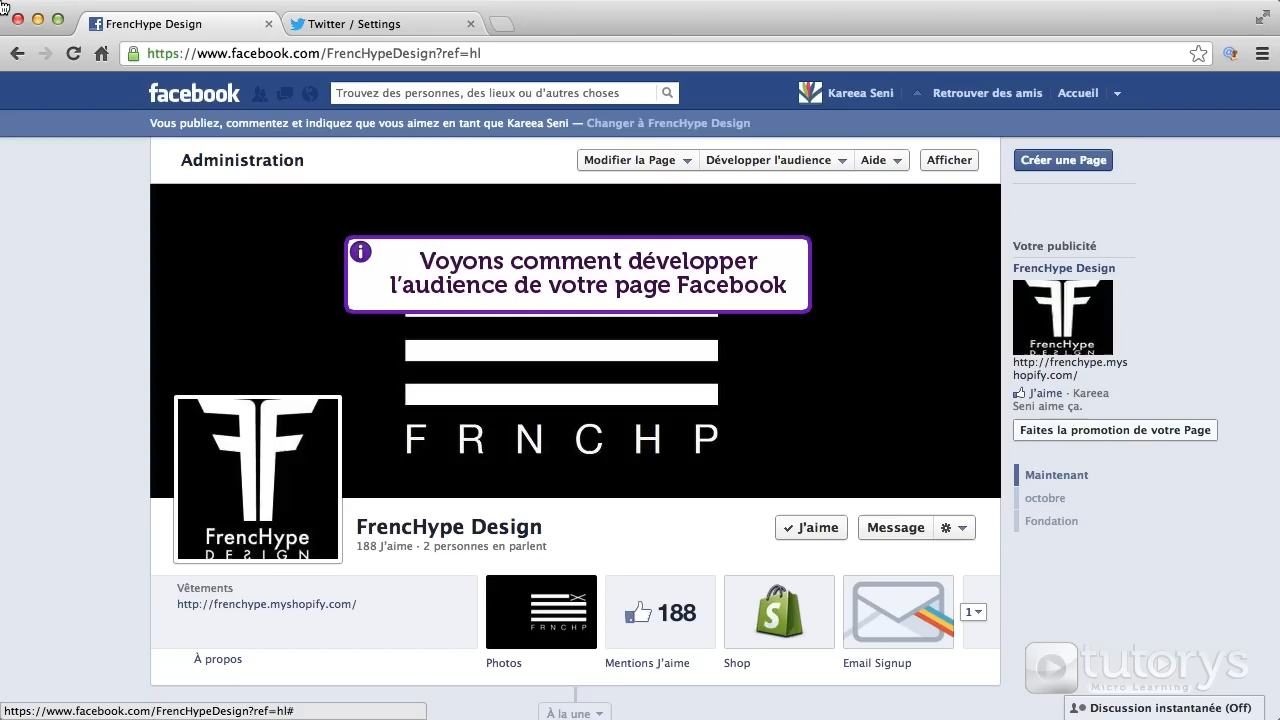 FrencHype Design
Twitter / Settings
https://www.facebook.com/FrencHypeDesign?ref=hl
facebook
Trouvez des personnes, des lieux ou d'autres choses
Kareea Seni
Retrouver des amis
Accueil
Vous publiez, commentez et indiquez que vous aimez en tant que Kareea Seni — Changer à FrencHype Design
Administration
Modifier la Page
Développer l'audience
Aide
Afficher
Créer une Page
Voyons comment développer
l'audience de votre page Facebook
Votre publicité
FrencHype Design
FrencHype
DESIGN
http://frenchype.mys
hopify.com/
J'aime · Kareea
Seni aime ça.
Faites la promotion de votre Page
Maintenant
octobre
Fondation
F R N C H P
FrencHype
DESIGN
FrencHype Design
188 J'aime · 2 personnes en parlent
J'aime
Message
Vêtements
http://frenchype.myshopify.com/
À propos
FRNCHP
Photos
188
Mentions J'aime
S
Shop
Email Signup
1
tutorys
Micro Learning
https://www.facebook.com/FrencHypeDesign?ref=hl#
À la une
Discussion instantanée (Off)